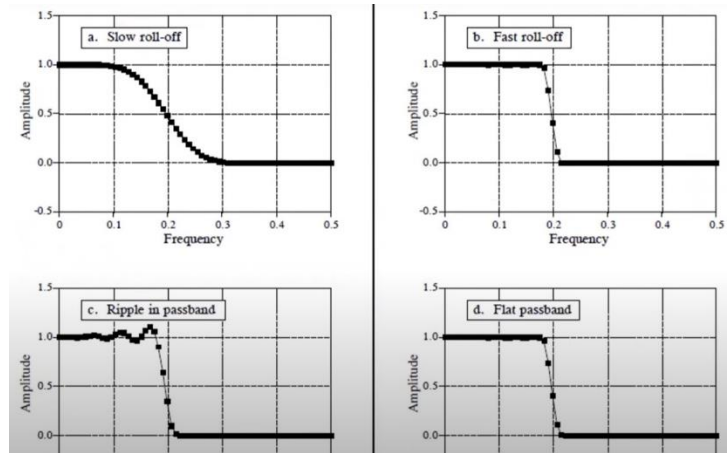 a. Slow roll-off
1.5
1.0
0.5
0.0
-0.5
Amplitude
0 0.1 0.2 0.3 0.4 0.5
Frequency
b. Fast roll-off
1.5
1.0
0.5
0.0
-0.5
Amplitude
0 0.1 0.2 0.3 0.4 0.5
Frequency
c. Ripple in passband
1.5
1.0
0.5
0.0
Amplitude
d. Flat passband
1.5
1.0
0.5
0.0
Amplitude